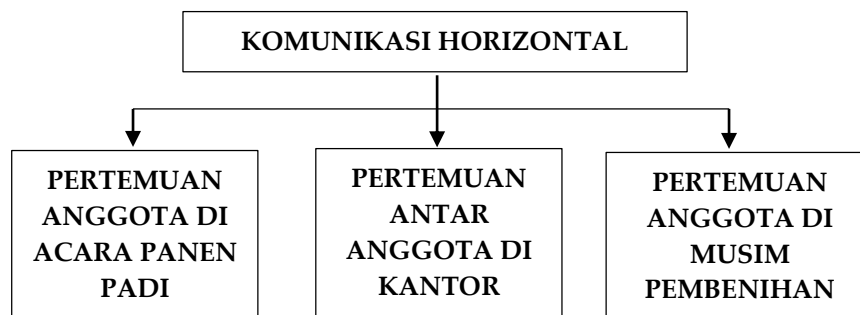 KOMUNIKASI HORIZONTAL
PERTEMUAN
ANGGOTA DI
ACARA PANEN
PADI
PERTEMUAN
ANTAR
ANGGOTA DI
KANTOR
PERTEMUAN
ANGGOTA DI
MUSIM
PEMBENIHAN